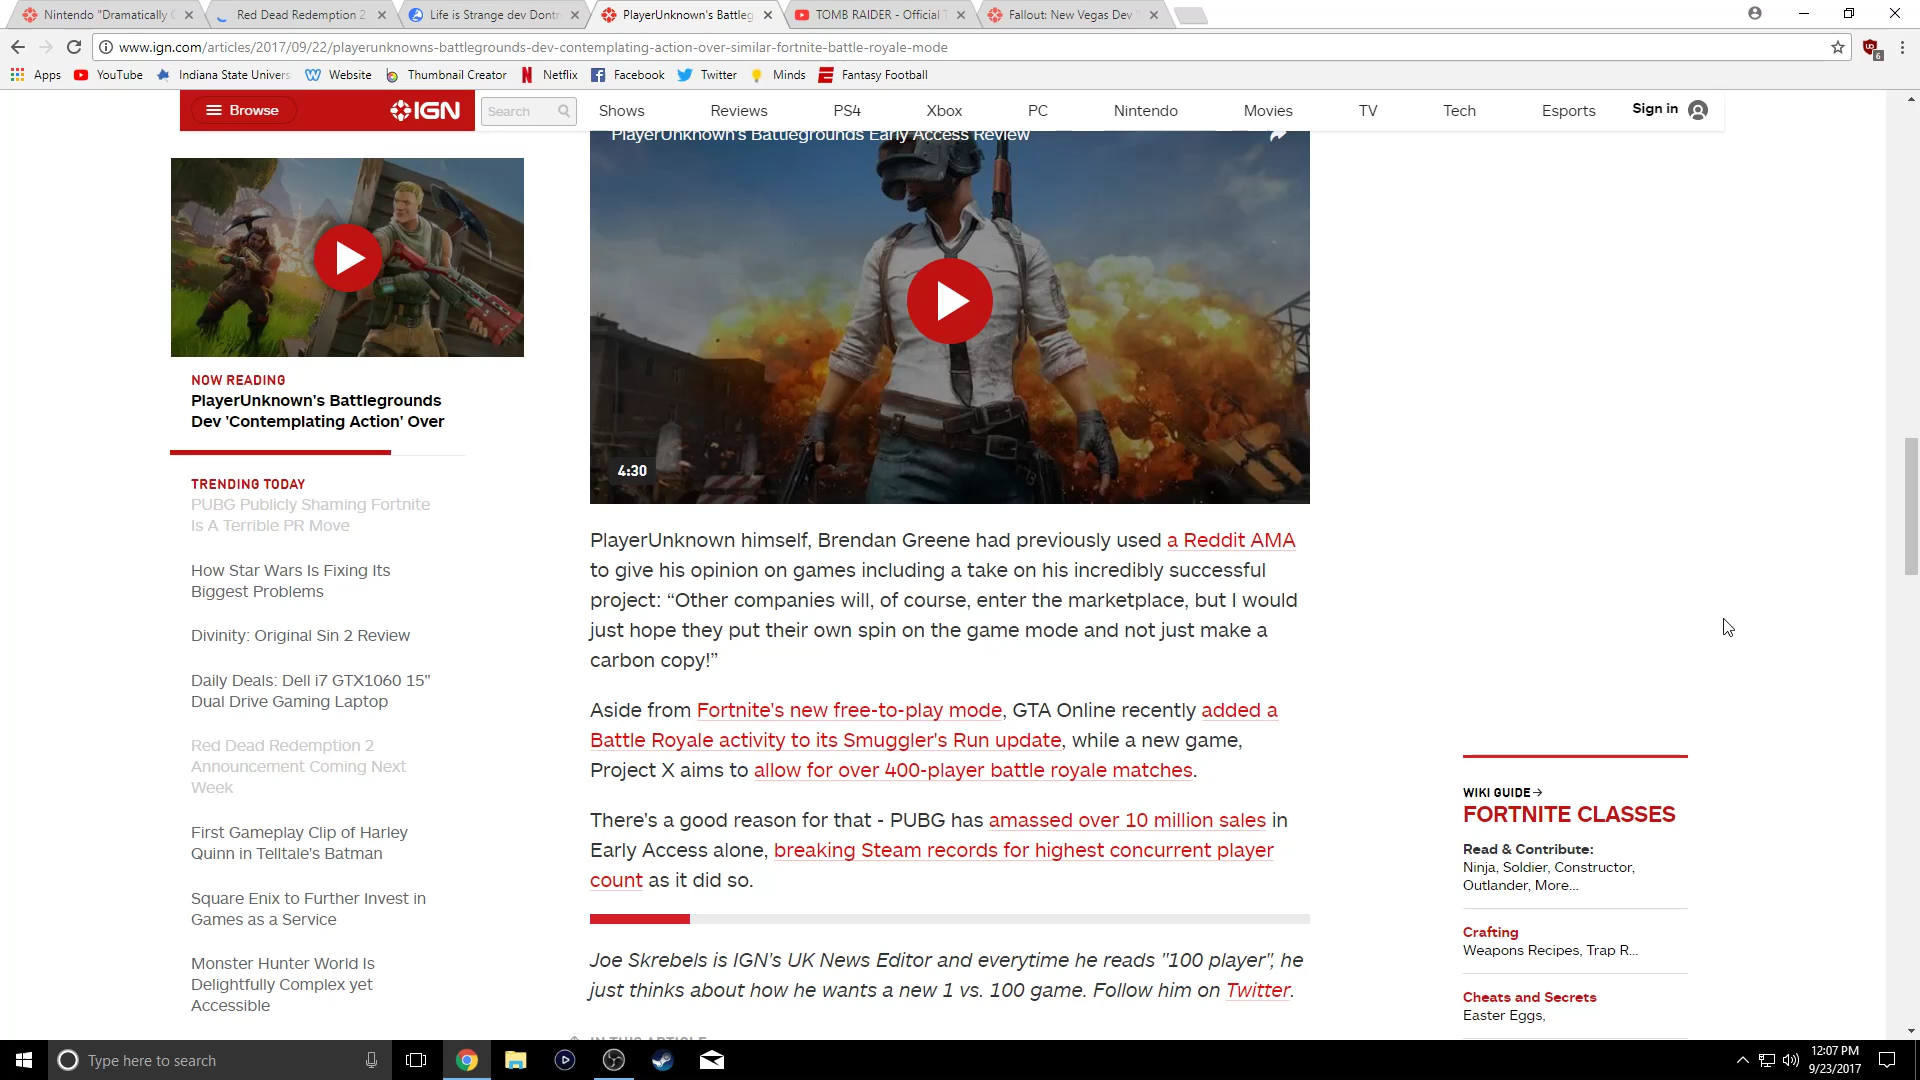 Nintendo "Dramatically
Red Dead Redemption 2
Life is Strange dev Dont
PlayerUnknown's Battleg
TOMB RAIDER - Official
Fallout: New Vegas Dev
www.ign.com/articles/2017/09/22/playerunknowns-battlegrounds-dev-contemplating-action-over-similar-fortnite-battle-royale-mode
6
Apps YouTube Indiana State Univers Website Thumbnail Creator Netflix Facebook Twitter Minds Fantasy Football
Browse IGN Search Shows Reviews PS4 Xbox PC Nintendo Movies TV Tech Esports Sign in
PlayerUnknown's Battlegrounds Early Access Review
4:30
NOW READING
PlayerUnknown's Battlegrounds
Dev 'Contemplating Action' Over
TRENDING TODAY
PUBG Publicly Shaming Fortnite
Is A Terrible PR Move
How Star Wars Is Fixing Its
Biggest Problems
Divinity: Original Sin 2 Review
Daily Deals: Dell i7 GTX1060 15"
Dual Drive Gaming Laptop
Red Dead Redemption 2
Announcement Coming Next
Week
First Gameplay Clip of Harley
Quinn in Telltale's Batman
Square Enix to Further Invest in
Games as a Service
Monster Hunter World Is
Delightfully Complex yet
Accessible
PlayerUnknown himself, Brendan Greene had previously used a Reddit AMA
to give his opinion on games including a take on his incredibly successful
project: “Other companies will, of course, enter the marketplace, but I would
just hope they put their own spin on the game mode and not just make a
carbon copy!”
Aside from Fortnite's new free-to-play mode, GTA Online recently added a
Battle Royale activity to its Smuggler's Run update, while a new game,
Project X aims to allow for over 400-player battle royale matches.
There's a good reason for that - PUBG has amassed over 10 million sales in
Early Access alone, breaking Steam records for highest concurrent player
count as it did so.
Joe Skrebels is IGN's UK News Editor and everytime he reads "100 player", he
just thinks about how he wants a new 1 vs. 100 game. Follow him on Twitter.
IN THIS ARTICLE
WIKI GUIDE
FORTNITE CLASSES
Read & Contribute:
Ninja, Soldier, Constructor,
Outlander, More...
Crafting
Weapons Recipes, Trap R...
Cheats and Secrets
Easter Eggs,
Type here to search
12:07 PM
9/23/2017